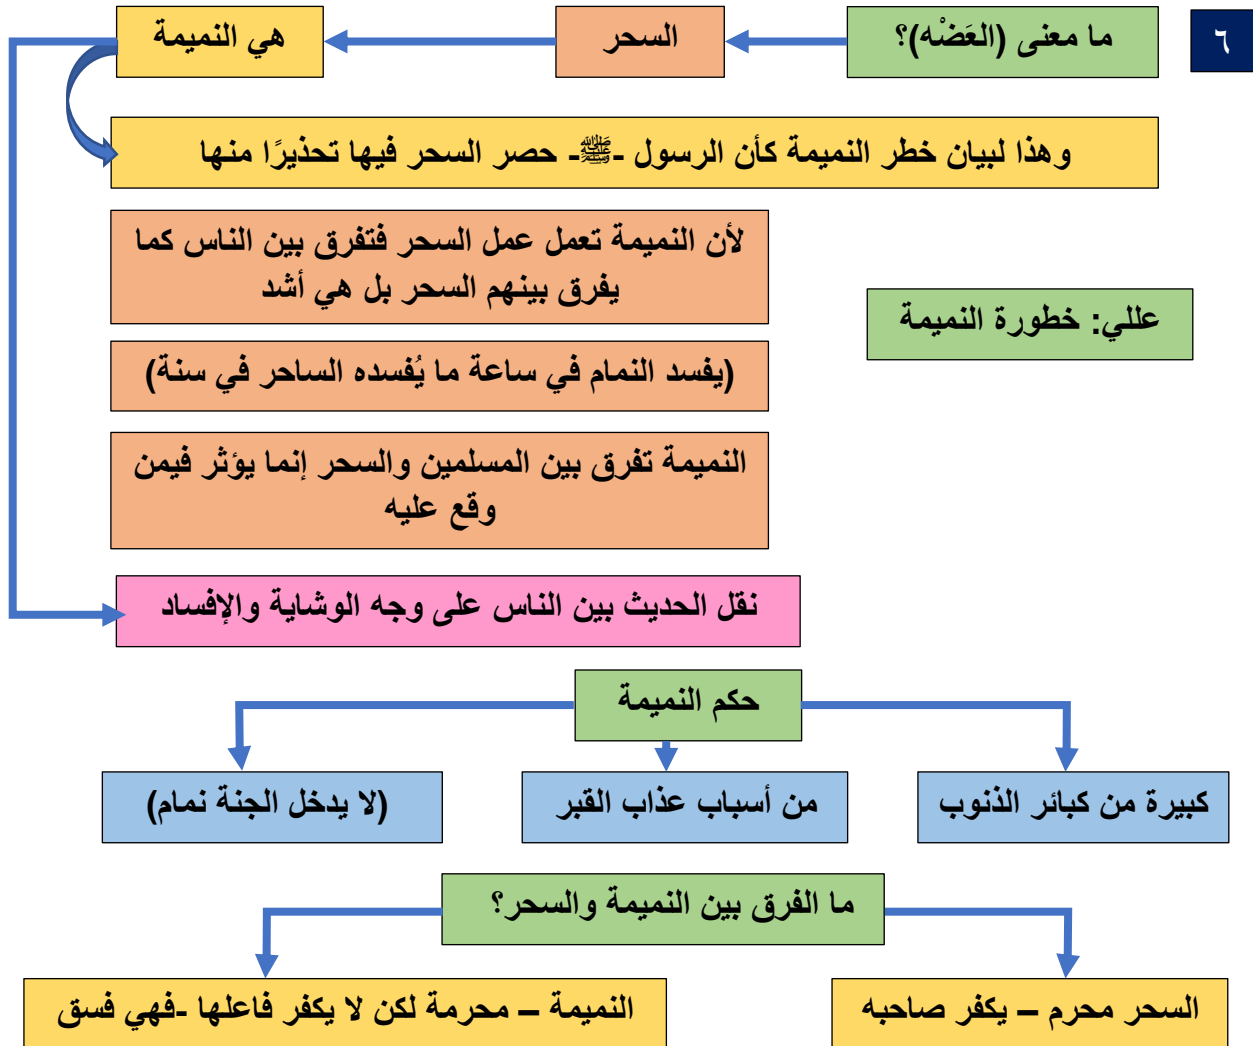 ٦
ما معنى (العَضْه)؟
السحر
هي النميمة
وهذا لبيان خطر النميمة كأن الرسول -ﷺ- حصر السحر فيها تحذيرًا منها
لأن النميمة تعمل عمل السحر فتفرق بين الناس كما
يفرق بينهم السحر بل هي أشد
عللي: خطورة النميمة
(يفسد النمام في ساعة ما يُفسده الساحر في سنة)
النميمة تفرق بين المسلمين والسحر إنما يؤثر فيمن
وقع عليه
نقل الحديث بين الناس على وجه الوشاية والإفساد
حكم النميمة
كبيرة من كبائر الذنوب
من أسباب عذاب القبر
(لا يدخل الجنة نمام)
ما الفرق بين النميمة والسحر؟
السحر محرم – يكفر صاحبه
النميمة – محرمة لكن لا يكفر فاعلها -فهي فسق